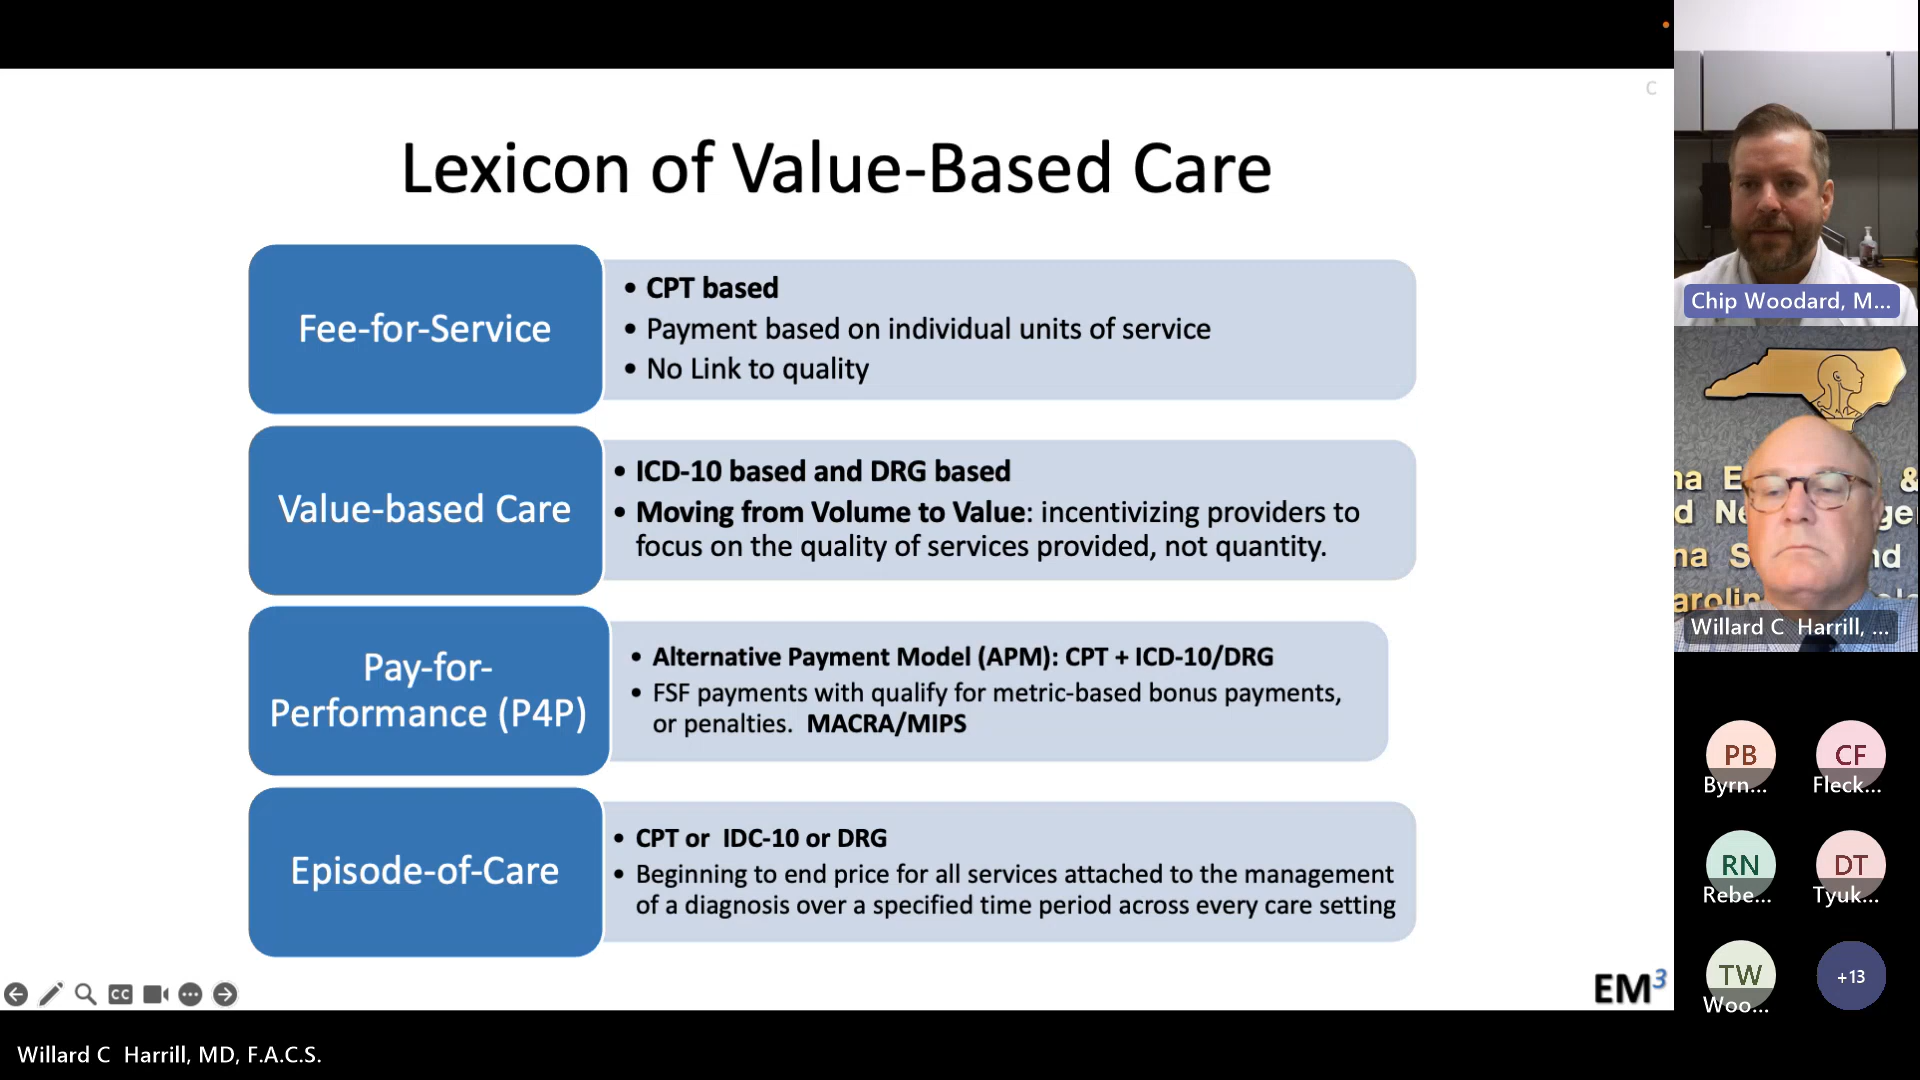 C
Lexicon of Value-Based Care
Fee-for-Service
• CPT based
• Payment based on individual units of service
• No Link to quality
Value-based Care
• ICD-10 based and DRG based
• Moving from Volume to Value: incentivizing providers to
focus on the quality of services provided, not quantity.
Pay-for-
Performance (P4P)
• Alternative Payment Model (APM): CPT + ICD-10/DRG
• FSF payments with qualify for metric-based bonus payments,
or penalties. MACRA/MIPS
Episode-of-Care
• CPT or IDC-10 or DRG
• Beginning to end price for all services attached to the management
of a diagnosis over a specified time period across every care setting
CC
EM3
Willard C Harrill, MD, F.A.C.S.
Chip Woodard, M...
&
Willard C Harrill, ...
PB
Byrn...
CF
Fleck...
RN
Rebe...
DT
Tyuk...
TW
Woo...
+13